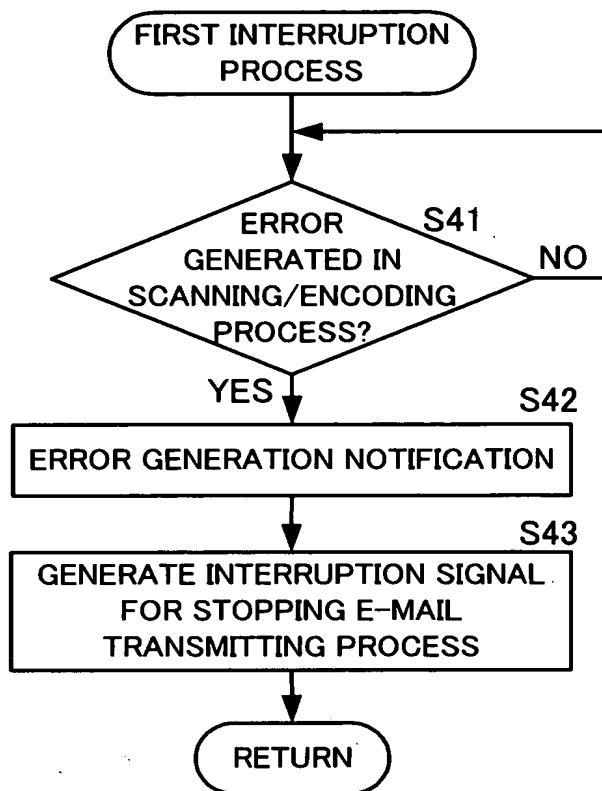 FIRST INTERRUPTION
PROCESS
S41
ERROR
GENERATED IN
SCANNING/ENCODING
PROCESS?
NO
YES
S42
ERROR GENERATION NOTIFICATION
S43
GENERATE INTERRUPTION SIGNAL
FOR STOPPING E-MAIL
TRANSMITTING PROCESS
RETURN